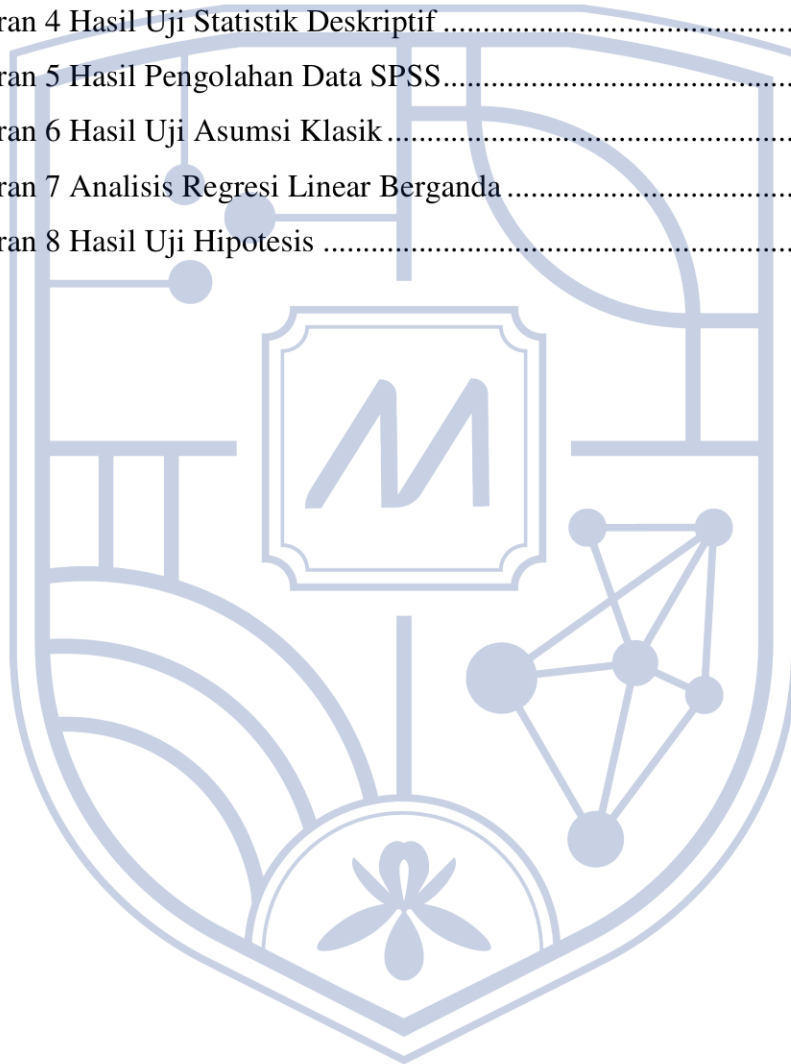 ran 4 Hasil Uji Statistik Deskriptif ..........................................
ran 5 Hasil Pengolahan Data SPSS..........................................
ran 6 Hasil Uji Asumsi Klasik.................................................
ran 7 Analisis Regresi Linear Berganda ..................................
ran 8 Hasil Uji Hipotesis ........................................................
M